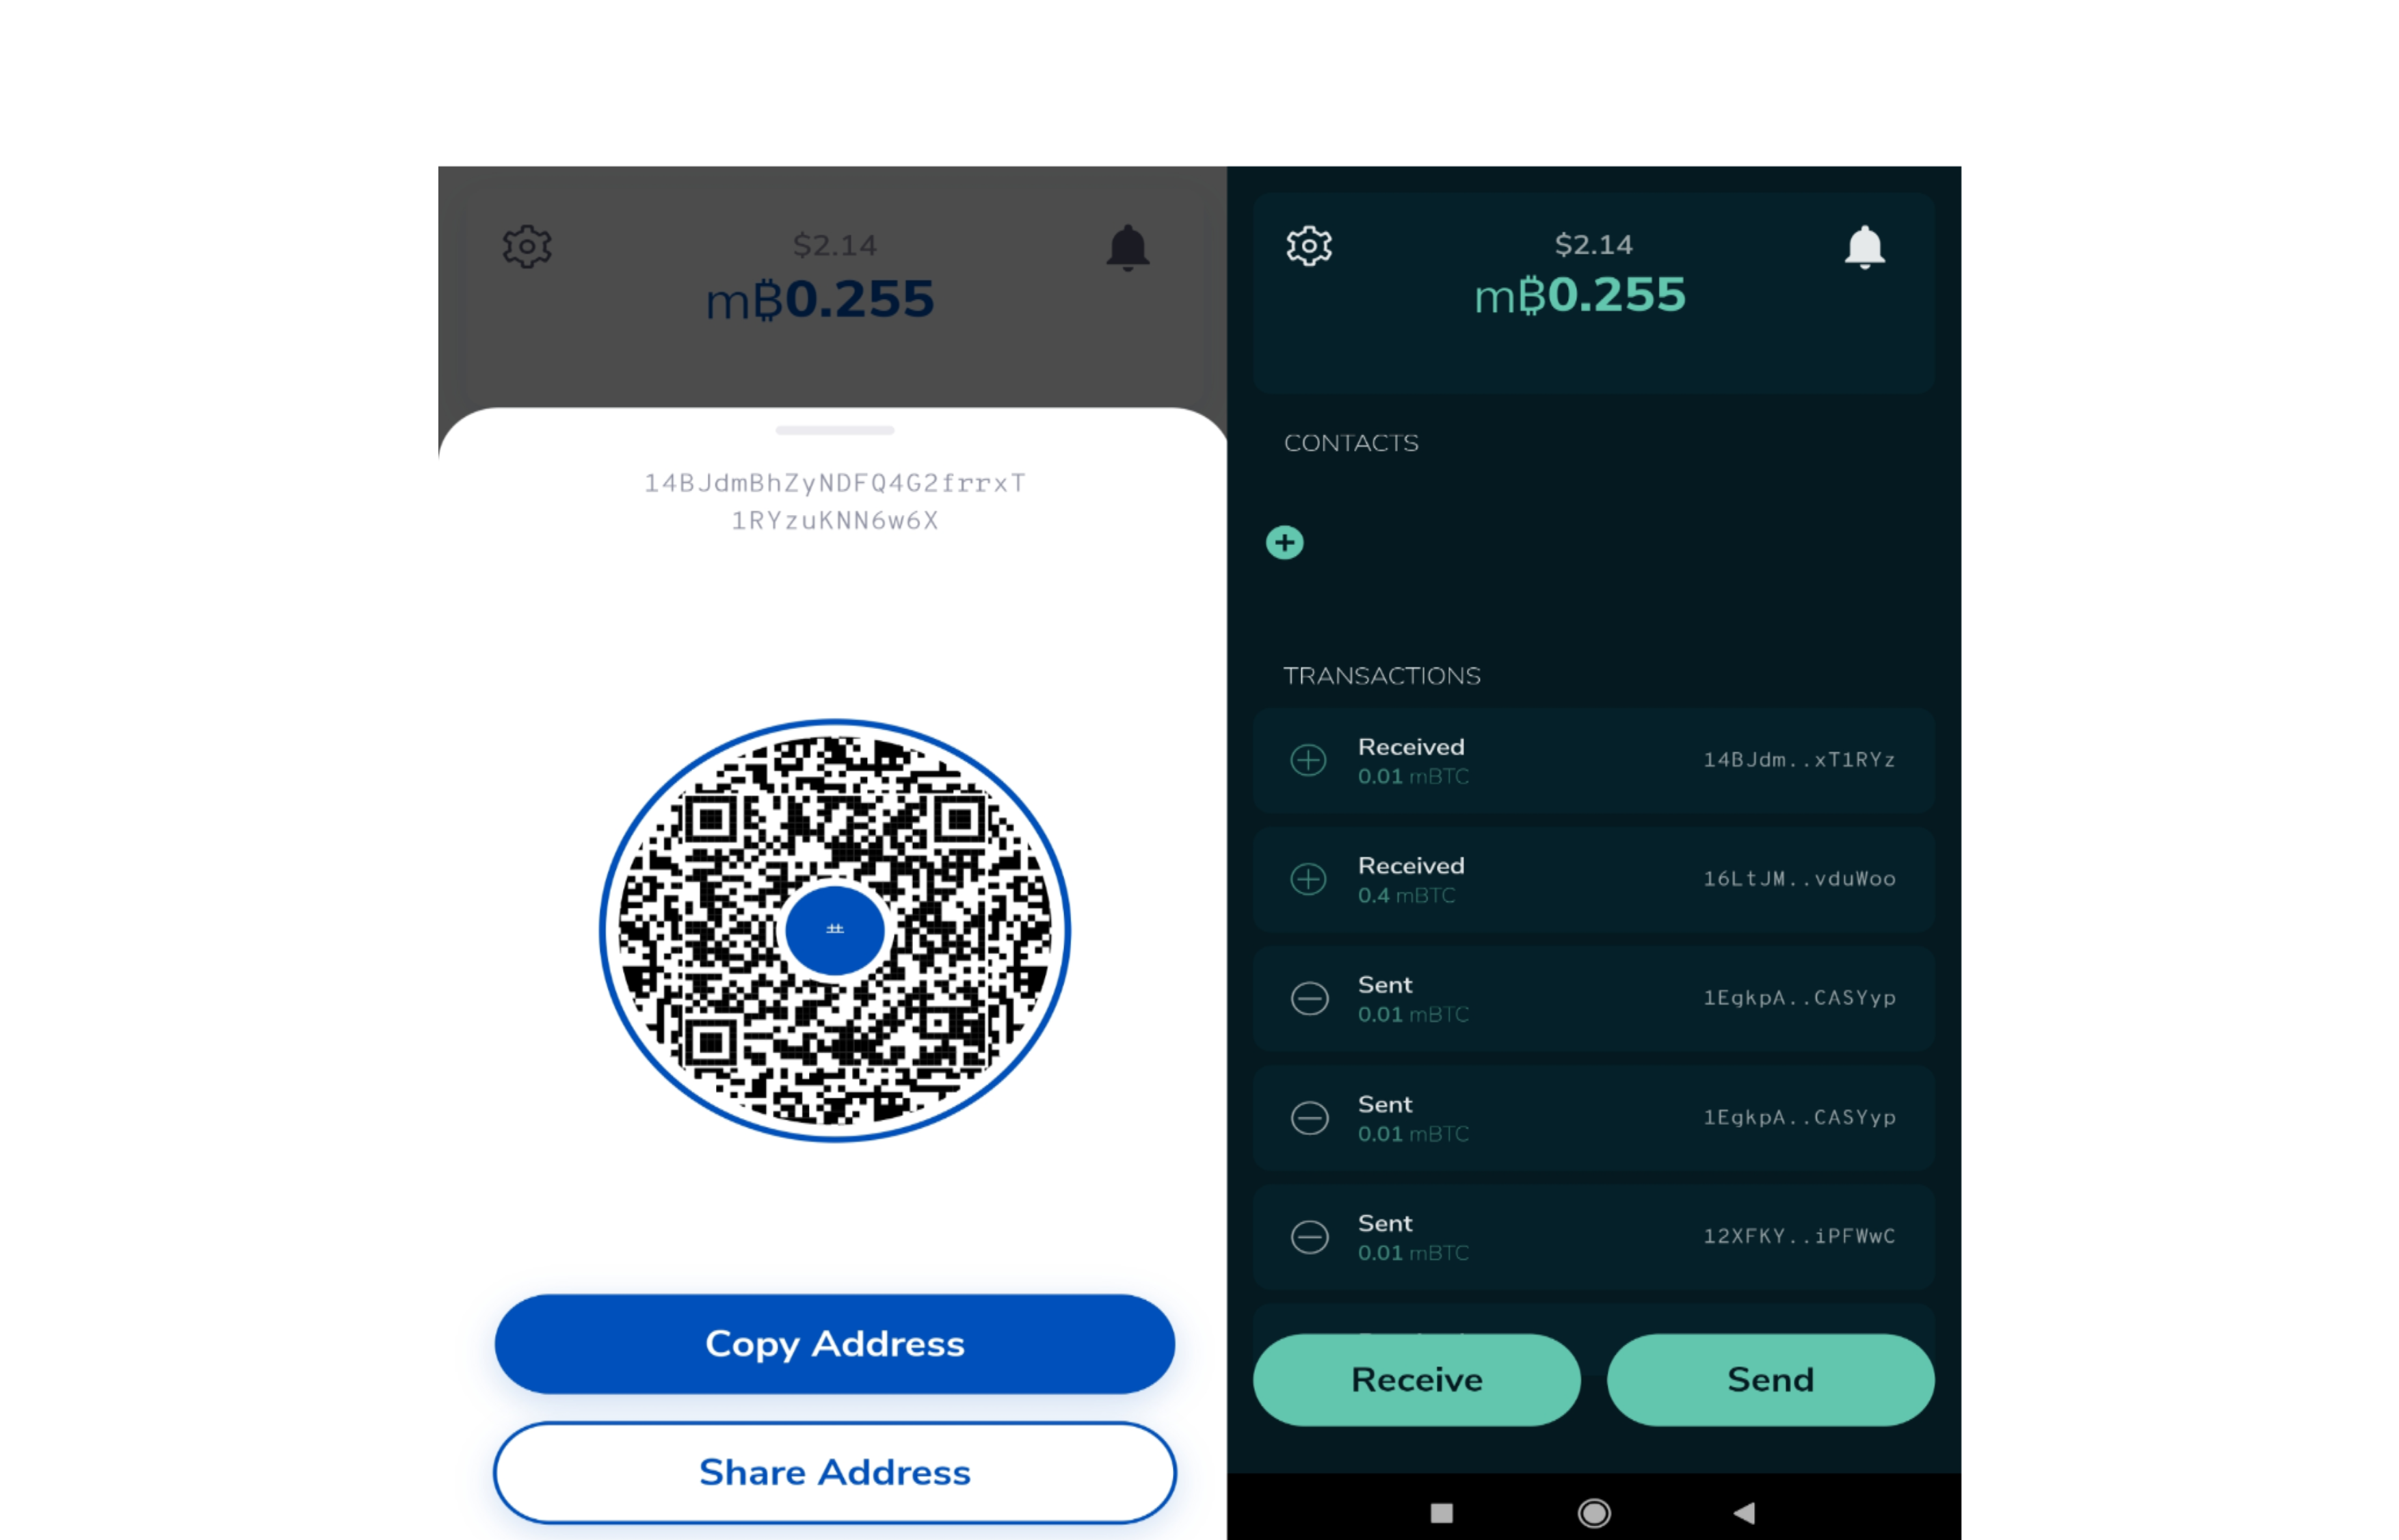 $2.14
m₿0.255
14BJdmBhZyNDFQ4G2frrxT
1RYzuKNN6w6X
Copy Address
Share Address
$2.14
m₿0.255
CONTACTS
TRANSACTIONS
Received
0.01 mBTC
14BJdm..xT1RYz
Received
0.4 mBTC
16LtJM..vduWoo
Sent
0.01 mBTC
1EgkpA..CASYyp
Sent
0.01 mBTC
1EgkpA..CASYyp
Sent
0.01 mBTC
12XFKY..iPFWwC
Receive
Send